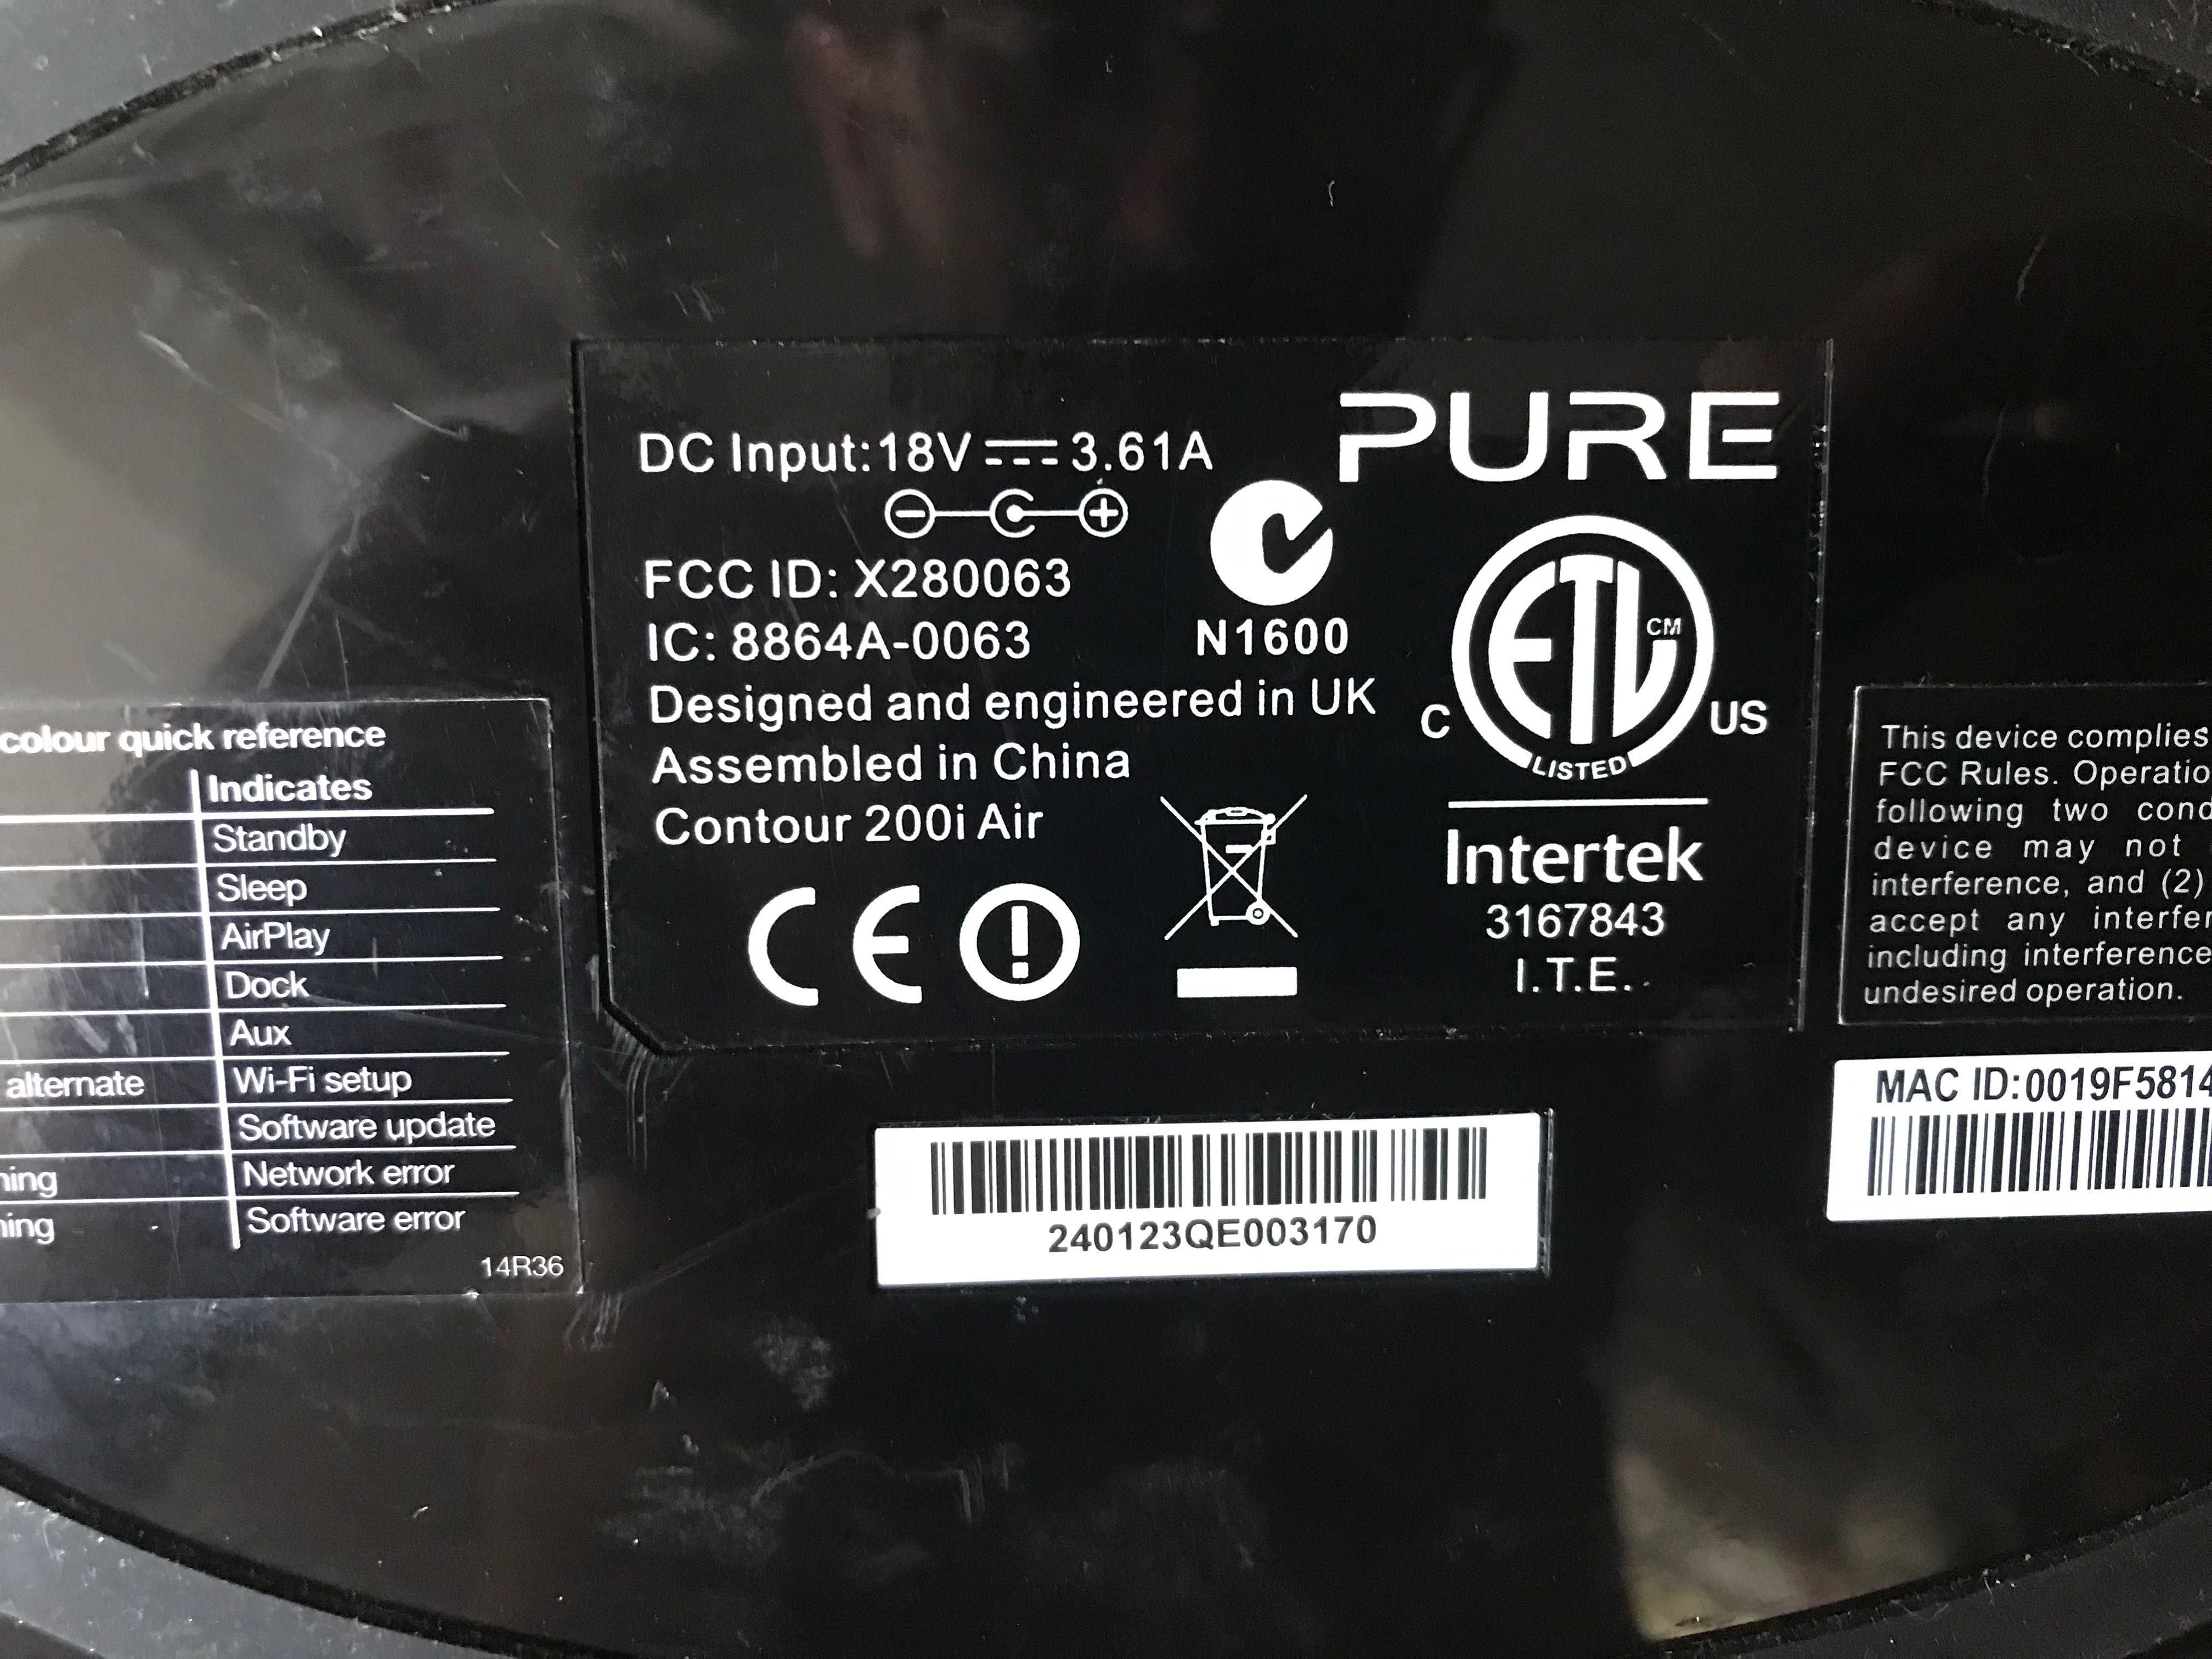 PURE
DC Input:18V 3.61A
FCC ID: X280063
IC: 8864A-0063
N1600
Designed and engineered in UK
Assembled in China
Contour 200i Air
CE
ETL CM
C US
LISTED
Intertek
3167843
I.T.E.
colour quick reference
Indicates
Standby
Sleep
AirPlay
Dock
Aux
alternate Wi-Fi setup
Software update
Network error
Software error
14R36
240123QE003170
This device complies
FCC Rules.
following two
device may not
interference, and (2)
accept any
including interference
undesired operation.
MAC ID:0019F5814